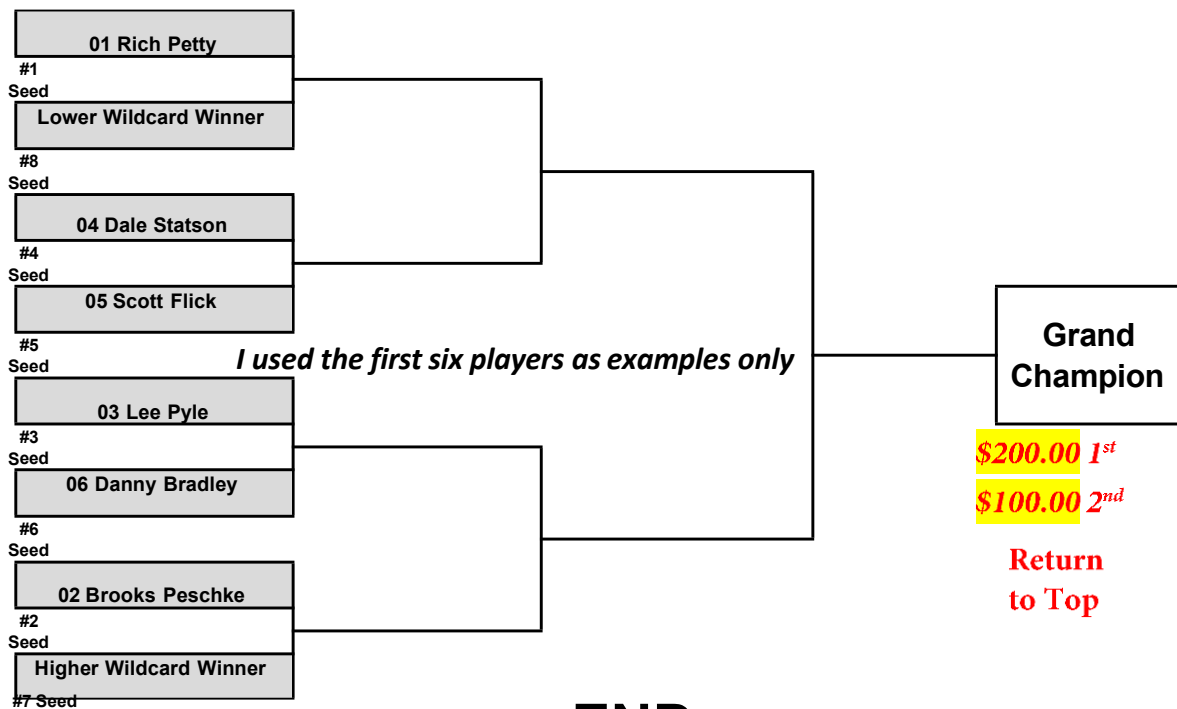 01 Rich Petty
#1
Seed
Lower Wildcard Winner
#8
Seed
04 Dale Statson
#4
Seed
05 Scott Flick
#5
Seed
I used the first six players as examples only
03 Lee Pyle
#3
Seed
06 Danny Bradley
#6
Seed
02 Brooks Peschke
#2
Seed
Higher Wildcard Winner
#7 Seed
Grand
Champion
$200.00 1st
$100.00 2nd
Return
to Top